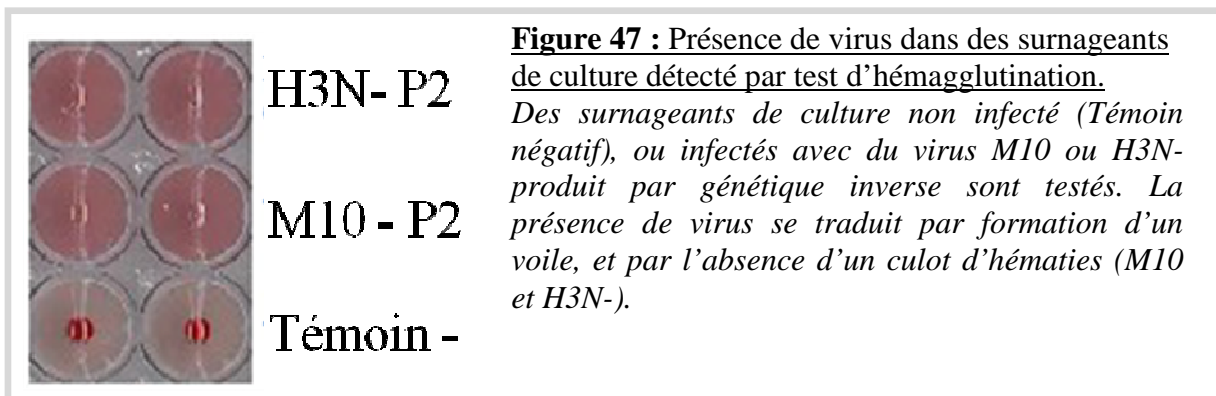 H3N- P2
M10 - P2
Témoin -
Figure 47 : Présence de virus dans des surnageants
de culture détecté par test d’hémagglutination.
Des surnageants de culture non infecté (Témoin
négatif), ou infectés avec du virus M10 ou H3N-
produit par génétique inverse sont testés. La
présence de virus se traduit par formation d’un
voile, et par l’absence d’un culot d’hématies (M10
et H3N-).